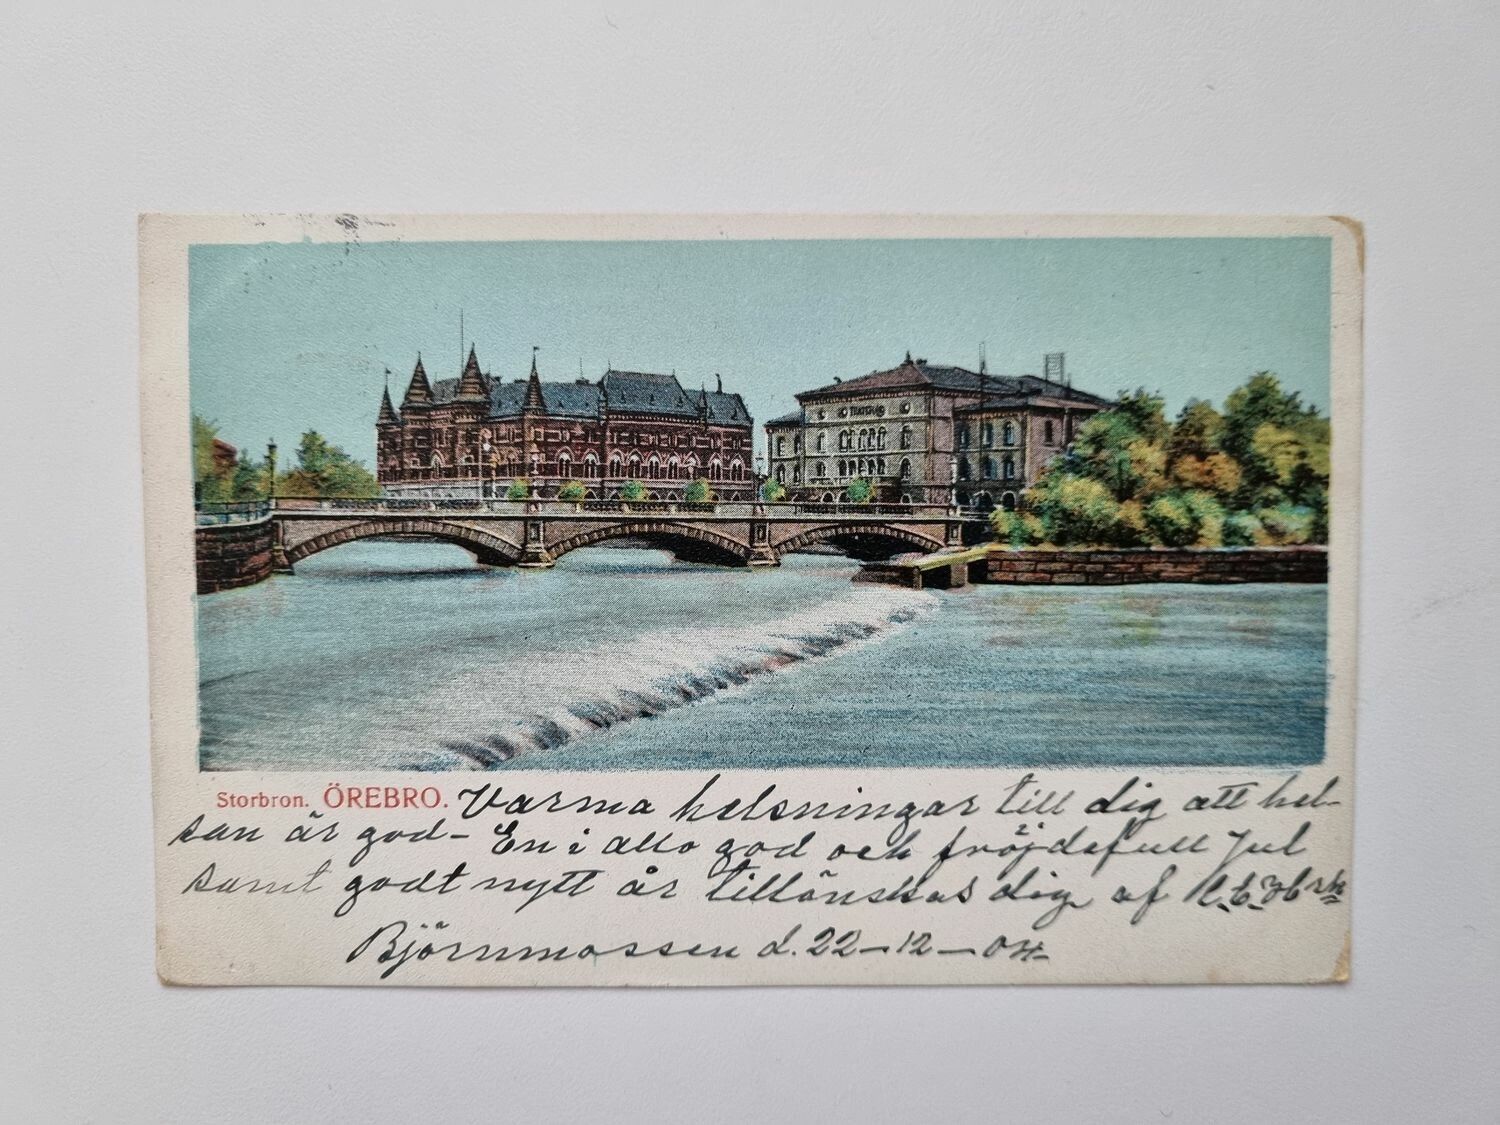 Storbron. ÖREBRO. Varma helsningar till dig att hel-
san är god- En i allo god och fröjdefull Jul
samt godt nytt år tillönskas dig af
Björnmossen d. 22-12-04